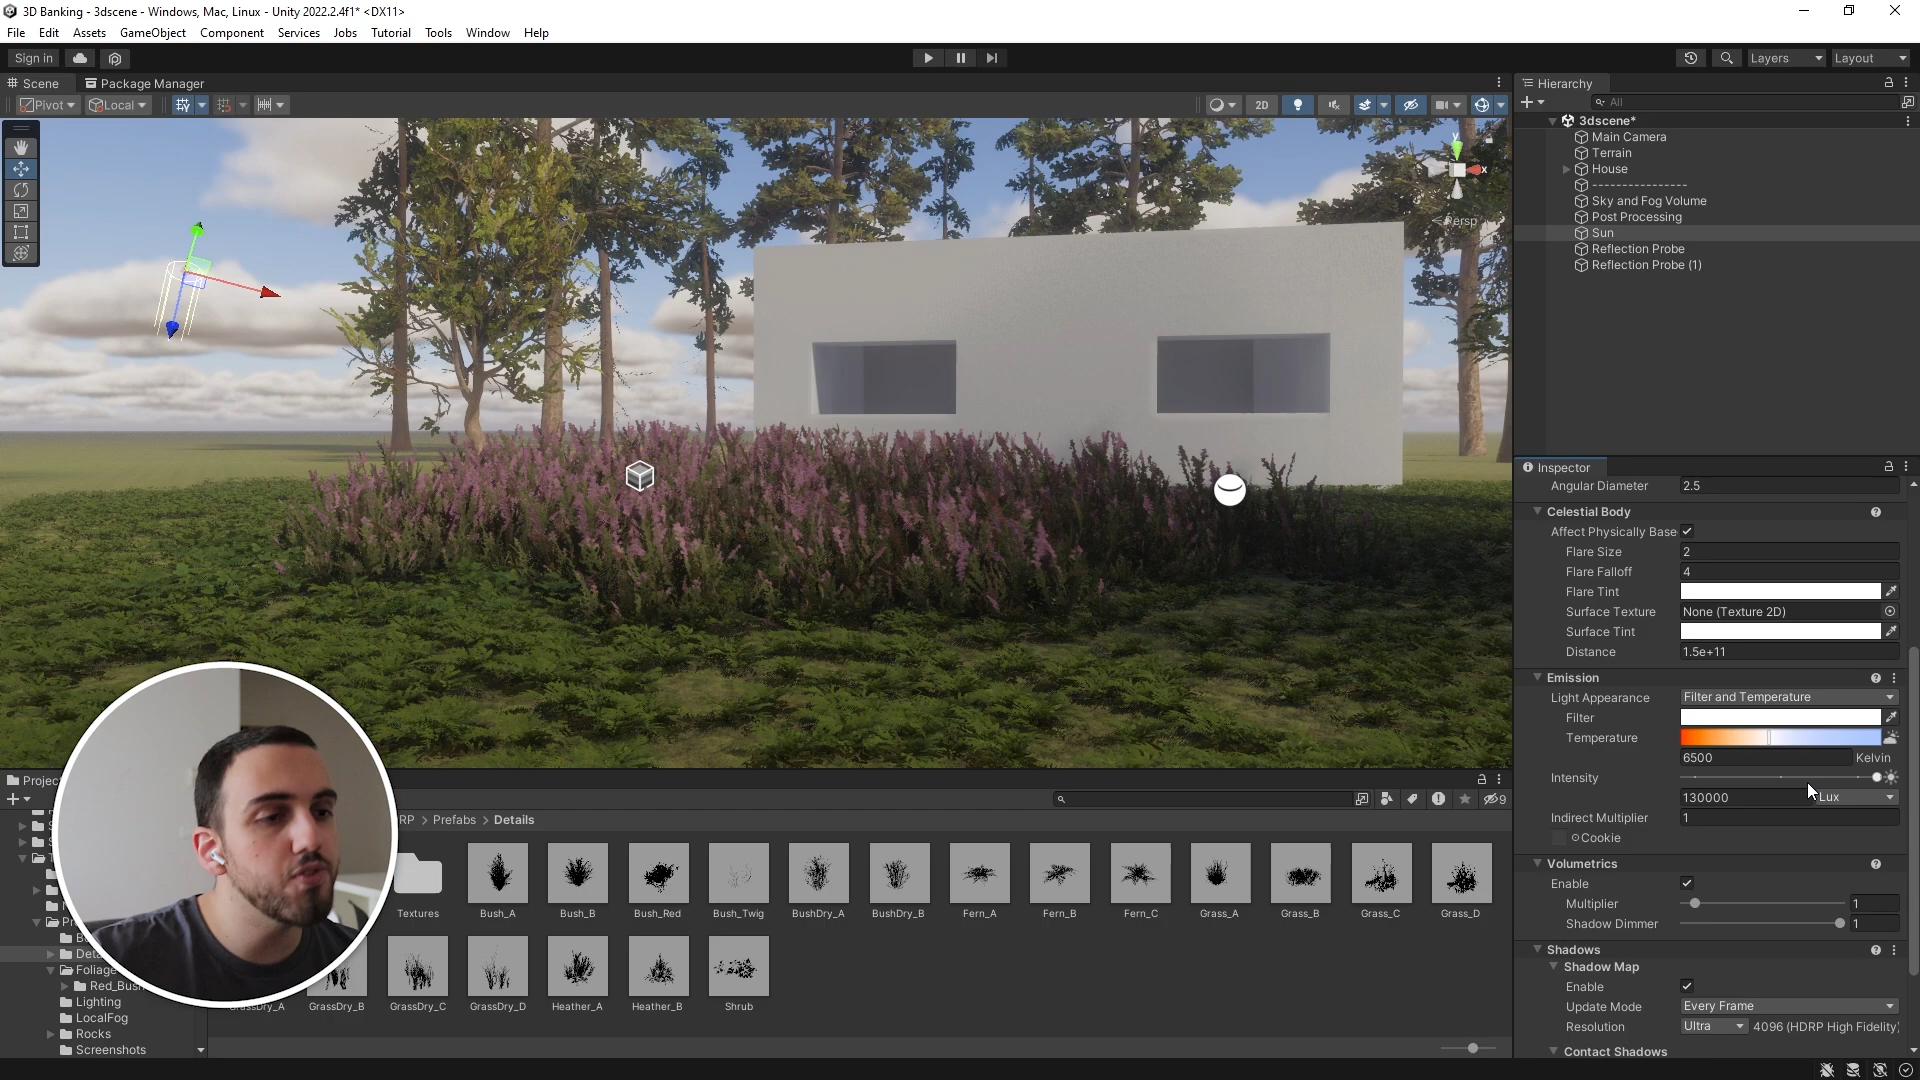 3D Banking - 3dscene - Windows, Mac, Linux - Unity 2022.2.4f1* <DX11>
File Edit Assets GameObject Component Services Jobs Tutorial Tools Window Help
Sign in
Layers
Layout
Scene
Package Manager
Pivot
Local
2D
y
x
Persp
Hierarchy
All
3dscene*
Main Camera
Terrain
House
----------------
Sky and Fog Volume
Post Processing
Sun
Reflection Probe
Reflection Probe (1)
Inspector
Angular Diameter 2.5
Celestial Body
Affect Physically Base
Flare Size 2
Flare Falloff 4
Flare Tint
Surface Texture None (Texture 2D)
Surface Tint
Distance 1.5e+11
Emission
Light Appearance Filter and Temperature
Filter
Temperature
6500 Kelvin
Intensity
130000 Lux
Indirect Multiplier 1
Cookie
Volumetrics
Enable
Multiplier 1
Shadow Dimmer 1
Shadows
Shadow Map
Enable
Update Mode Every Frame
Resolution Ultra 4096 (HDRP High Fidelity)
Contact Shadows
Projec
9
RP > Prefabs > Details
Textures Bush_A Bush_B Bush_Red Bush_Twig BushDry_A BushDry_B Fern_A Fern_B Fern_C Grass_A Grass_B Grass_C Grass_D
GrassDry_A GrassDry_B GrassDry_C GrassDry_D Heather_A Heather_B Shrub
Deta
Foliage
Red_Bush
Lighting
LocalFog
Rocks
Screenshots